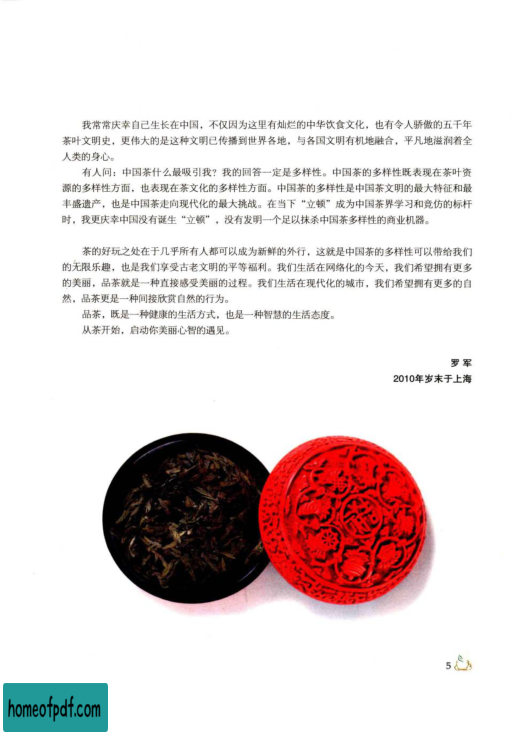 我常常庆幸自己生长在中国，不仅因为这里有灿烂的中华饮食文化，也有令人骄傲的五千年
茶叶文明史，更伟大的是这种文明已传播到世界各地，与各国文明有机地融合，平凡地滋润着全
人类的身心。
有人问：中国茶什么最吸引我？我的回答一定是多样性。中国茶的多样性既表现在茶叶资
源的多样性方面，也表现在茶文化的多样性方面。中国茶的多样性是中国茶文明的最大特征和最
丰盛遗产，也是中国茶走向现代化的最大挑战。在当下“立顿”成为中国茶界学习和竞仿的标杆
时，我更庆幸中国没有诞生“立顿”，没有发明一个足以抹杀中国茶多样性的商业机器。
茶的好玩之处在于几乎所有人都可以成为新鲜的外行，这就是中国茶的多样性可以带给我们
的无限乐趣，也是我们享受古老文明的平等福利。我们生活在网络化的今天，我们希望拥有更多
的美丽，品茶就是一种直接感受美丽的过程。我们生活在现代化的城市，我们希望拥有更多的自
然，品茶更是一种间接欣赏自然的行为。
品茶，既是一种健康的生活方式，也是一种智慧的生活态度。
从茶开始，启动你美丽心智的遇见。
罗 军
2010年岁末于上海
福
5
homeofpdf.com